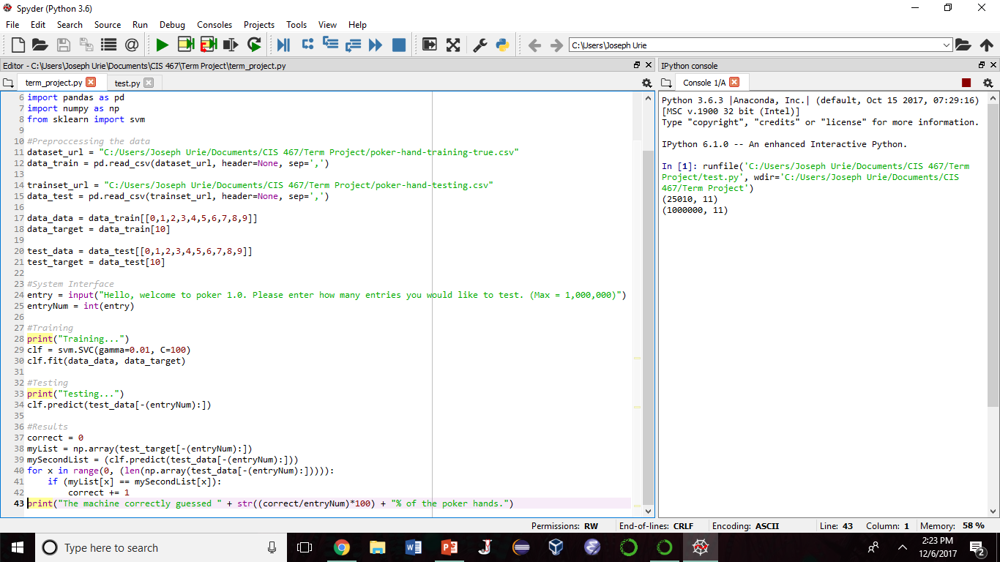 Spyder (Python 3.6)
File Edit Search Source Run Debug Consoles Projects Tools View Help
C:\Users\Joseph Urie
Editor - C:\Users\Joseph Urie\Documents\CIS 467\Term Project\term_project.py
term_project.py test.py
6 import pandas as pd
7 import numpy as np
8 from sklearn import svm
9
10 #Preproccessing the data
11 dataset_url = "C:/Users/Joseph Urie/Documents/CIS 467/Term Project/poker-hand-training-true.csv"
12 data_train = pd.read_csv(dataset_url, header=None, sep=',')
13
14 trainset_url = "C:/Users/Joseph Urie/Documents/CIS 467/Term Project/poker-hand-testing.csv"
15 data_test = pd.read_csv(trainset_url, header=None, sep=',')
16
17 data_data = data_train[[0,1,2,3,4,5,6,7,8,9]]
18 data_target = data_train[10]
19
20 test_data = data_test[[0,1,2,3,4,5,6,7,8,9]]
21 test_target = data_test[10]
22
23 #System Interface
24 entry = input("Hello, welcome to poker 1.0. Please enter how many entries you would like to test. (Max = 1,000,000)")
25 entryNum = int(entry)
26
27 #Training
28 print("Training...")
29 clf = svm.SVC(gamma=0.01, C=100)
30 clf.fit(data_data, data_target)
31
32 #Testing
33 print("Testing...")
34 clf.predict(test_data[-(entryNum):])
35
36 #Results
37 correct = 0
38 myList = np.array(test_target[-(entryNum):])
39 mySecondList = (clf.predict(test_data[-(entryNum):]))
40 for x in range(0, (len(np.array(test_data[-(entryNum):])))):
41     if (myList[x] == mySecondList[x]):
42         correct += 1
43 print("The machine correctly guessed " + str((correct/entryNum)*100) + "% of the poker hands.")
IPython console
Console 1/A
Python 3.6.3 |Anaconda, Inc.| (default, Oct 15 2017, 07:29:16)
[MSC v.1900 32 bit (Intel)]
Type "copyright", "credits" or "license" for more information.
IPython 6.1.0 -- An enhanced Interactive Python.
In [1]: runfile('C:/Users/Joseph Urie/Documents/CIS 467/Term
Project/test.py', wdir='C:/Users/Joseph Urie/Documents/CIS
467/Term Project')
(25010, 11)
(1000000, 11)
Permissions: RW End-of-lines: CRLF Encoding: ASCII Line: 43 Column: 1 Memory: 58 %
Type here to search
2:23 PM
12/6/2017
2